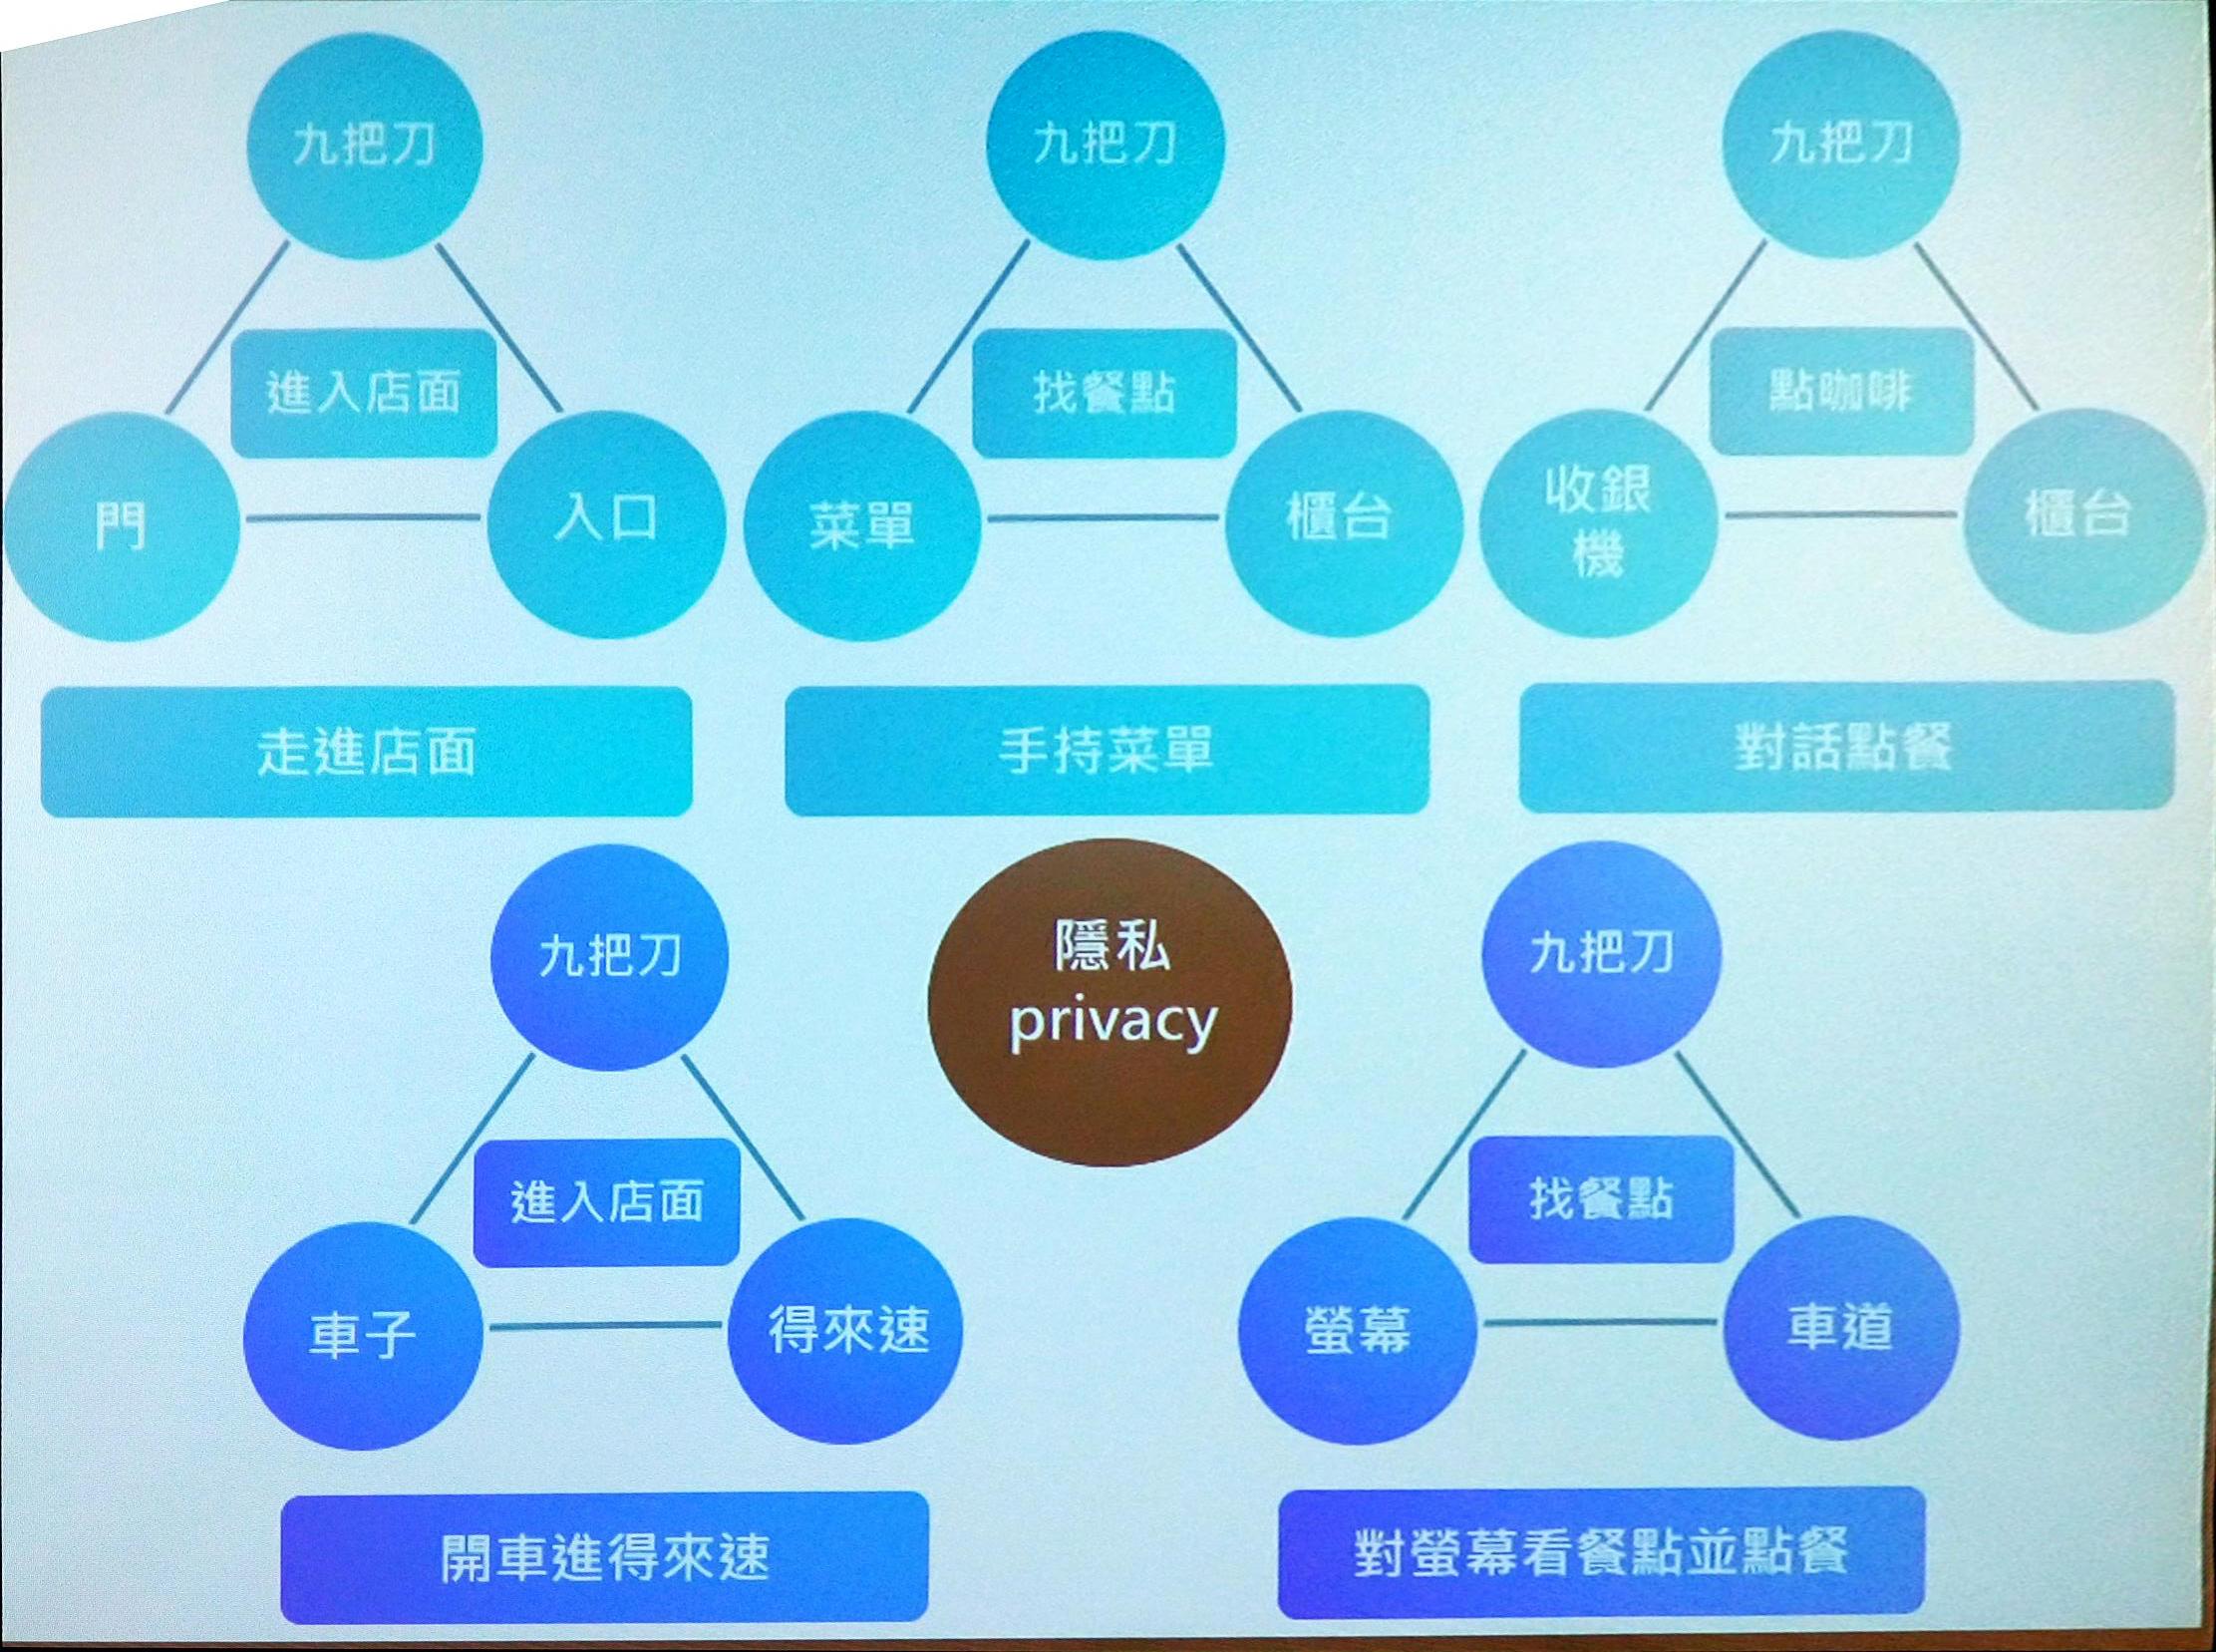 九把刀
進入店面
門
入口
走進店面
九把刀
找餐點
菜單
櫃台
手持菜單
九把刀
點咖啡
收銀
機
櫃台
對話點餐
九把刀
進入店面
車子
得來速
開車進得來速
隱私
privacy
九把刀
找餐點
螢幕
車道
對螢幕看餐點並點餐